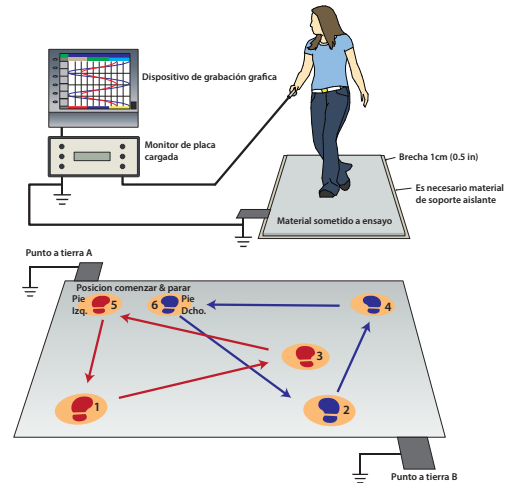 Dispositivo de grabación grafica
Monitor de placa
cargada
Brecha 1cm (0.5 in)
Es necesario material
de soporte aislante
Material sometido a ensayo
Punto a tierra A
Posicion comenzar & parar
Pie
Izq.
5
6
Pie
Dcho.
4
3
1
2
Punto a tierra B